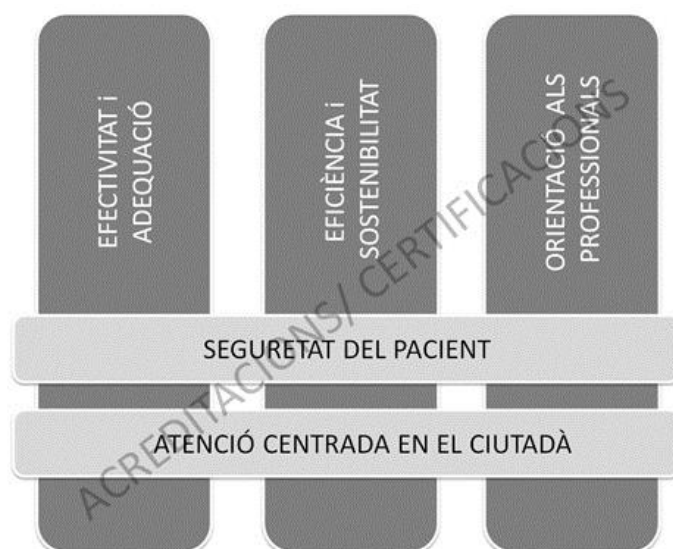 EFECTIVITAT i
ADEQUACIÓ
EFICIÈNCIA i
SOSTENIBILITAT
ORIENTACIÓ ALS
PROFESSIONALS
SEGURETAT DEL PACIENT
ATENCIÓ CENTRADA EN EL CIUTADÀ
ACREDITACIONS/ CERTIFICACIONS